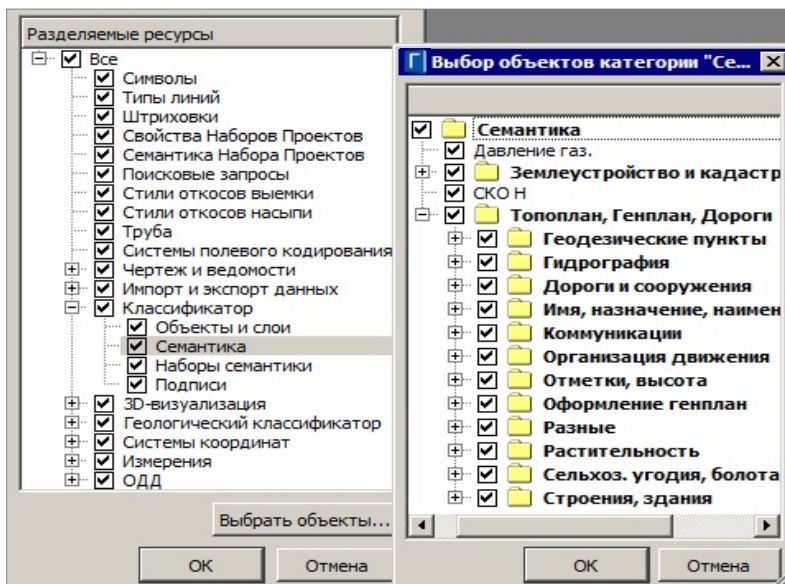 Разделяемые ресурсы
Все
Символы
Типы линий
Штриховки
Свойства Наборов Проектов
Семантика Набора Проектов
Поисковые запросы
Стили откосов выемки
Стили откосов насыпи
Труба
Системы полевого кодирования
Чертеж и ведомости
Импорт и экспорт данных
Классификатор
Объекты и слои
Семантика
Наборы семантики
Подписи
3D-визуализация
Геологический классификатор
Системы координат
Измерения
ОДД
Выбрать объекты...
ОК
Отмена
Выбор объектов категории "Се...
Семантика
Давление газ.
Землеустройство и кадастр
СКО Н
Топоплан, Генплан, Дороги
Геодезические пункты
Гидрография
Дороги и сооружения
Имя, назначение, наимен
Коммуникации
Организация движения
Отметки, высота
Оформление генплан
Разные
Растительность
Сельхоз. угодия, болота
Строения, здания
ОК
Отмена